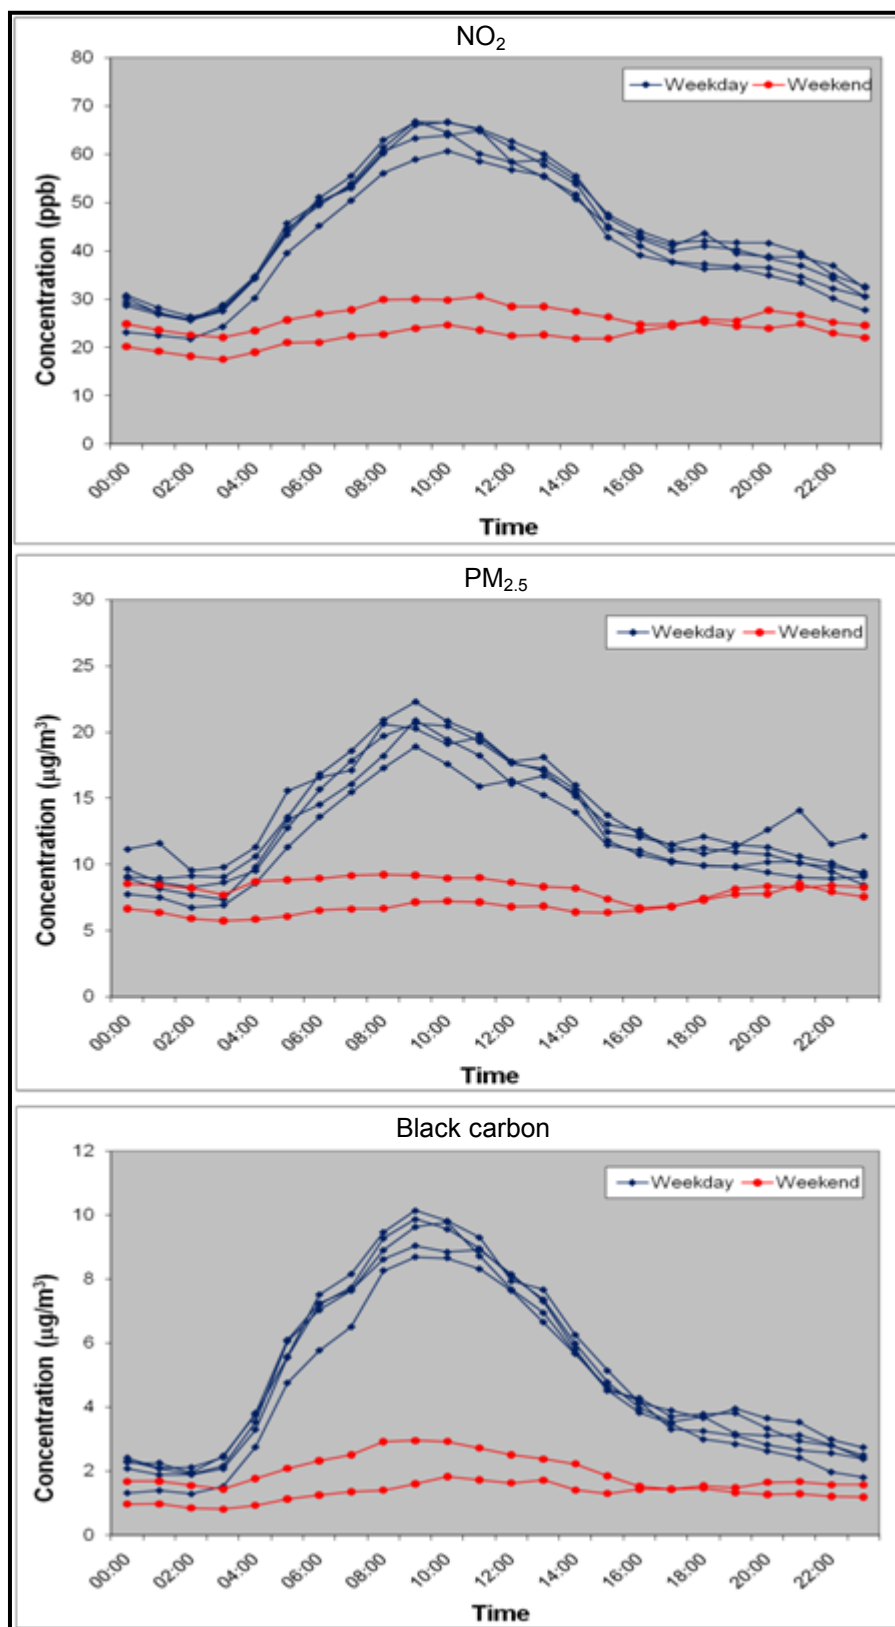 NO₂
80
70
60
50
40
30
20
10
0
Concentration (ppb)
Weekday Weekend
00:00 02:00 04:00 06:00 08:00 10:00 12:00 14:00 16:00 18:00 20:00 22:00
Time
PM₂.₅
30
25
20
15
10
5
0
Concentration (µg/m³)
Weekday Weekend
00:00 02:00 04:00 06:00 08:00 10:00 12:00 14:00 16:00 18:00 20:00 22:00
Time
Black carbon
12
10
8
6
4
2
0
Concentration (µg/m³)
Weekday Weekend
00:00 02:00 04:00 06:00 08:00 10:00 12:00 14:00 16:00 18:00 20:00 22:00
Time